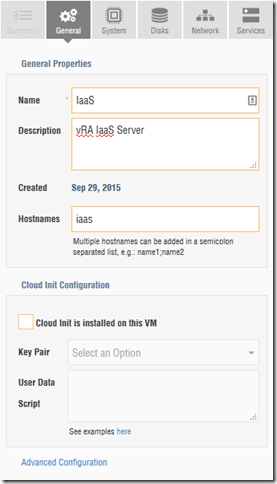 Summary General System Disks Network Services
General Properties
Name * IaaS
Description vRA IaaS Server
Created Sep 29, 2015
Hostnames iaas
Multiple hostnames can be added in a semicolon
separated list, e.g.: name1;name2
Cloud Init Configuration
Cloud Init is installed on this VM
Key Pair Select an Option
User Data
Script
See examples here
Advanced Configuration